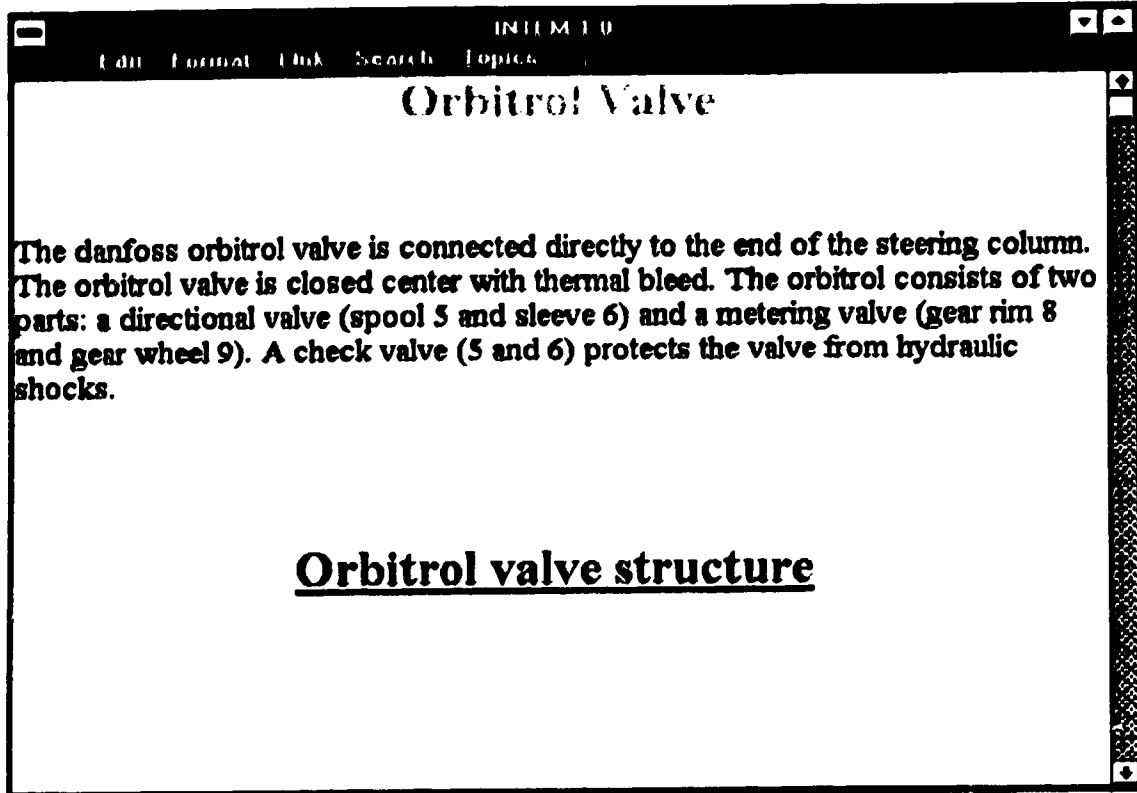 INTEM 1.0
Edit Format Link Search Topics
Orbitrol Valve
The danfoss orbitrol valve is connected directly to the end of the steering column.
The orbitrol valve is closed center with thermal bleed. The orbitrol consists of two
parts: a directional valve (spool 5 and sleeve 6) and a metering valve (gear rim 8
and gear wheel 9). A check valve (5 and 6) protects the valve from hydraulic
shocks.
Orbitrol valve structure